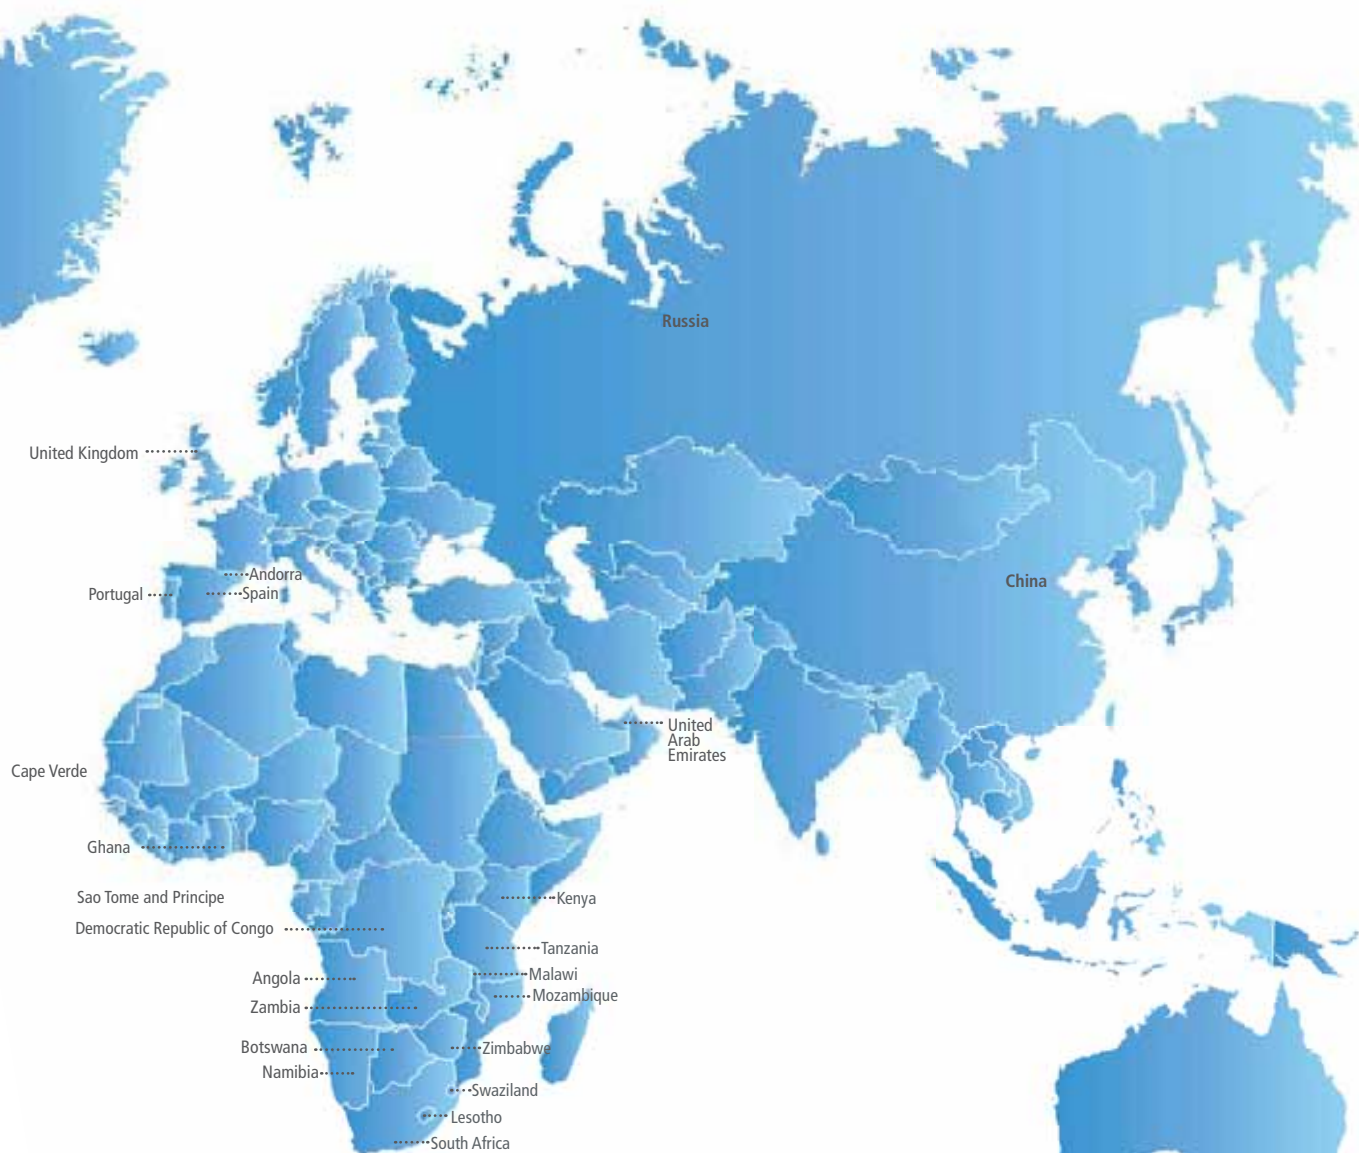 Russia
United Kingdom
Andorra
China
Portugal
Spain
United
Arab
Emirates
Cape Verde
Ghana
Sao Tome and Principe
Kenya
Democratic Republic of Congo
Tanzania
Angola
Malawi
Mozambique
Zambia
Botswana
Zimbabwe
Namibia
Swaziland
Lesotho
South Africa